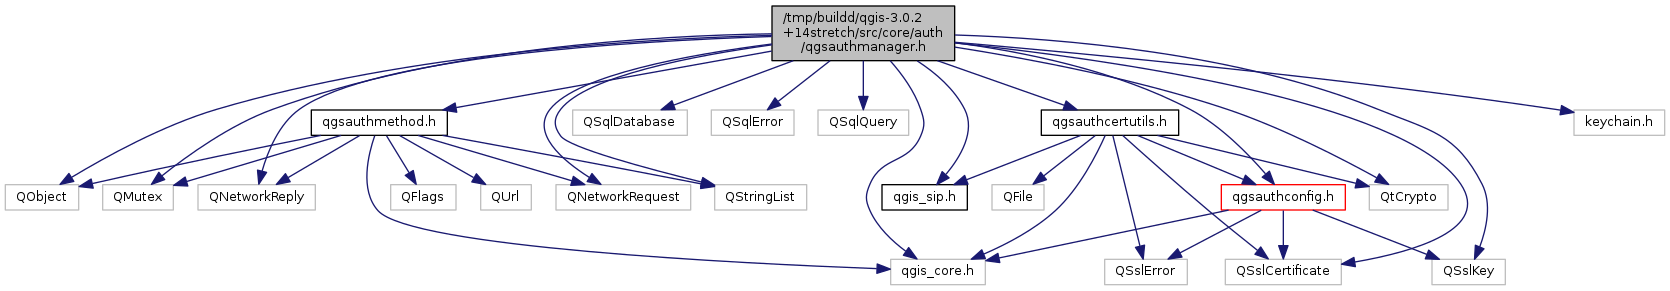 /tmp/buildd/qgis-3.0.2
+14stretch/src/core/auth
/qgsauthmanager.h
qgsauthmethod.h
QSqlDatabase
QSqlError
QSqlQuery
qgsauthcertutils.h
keychain.h
QObject
QMutex
QNetworkReply
QFlags
QUrl
QNetworkRequest
QStringList
qgis_sip.h
QFile
qgsauthconfig.h
QtCrypto
qgis_core.h
QSslError
QSslCertificate
QSslKey